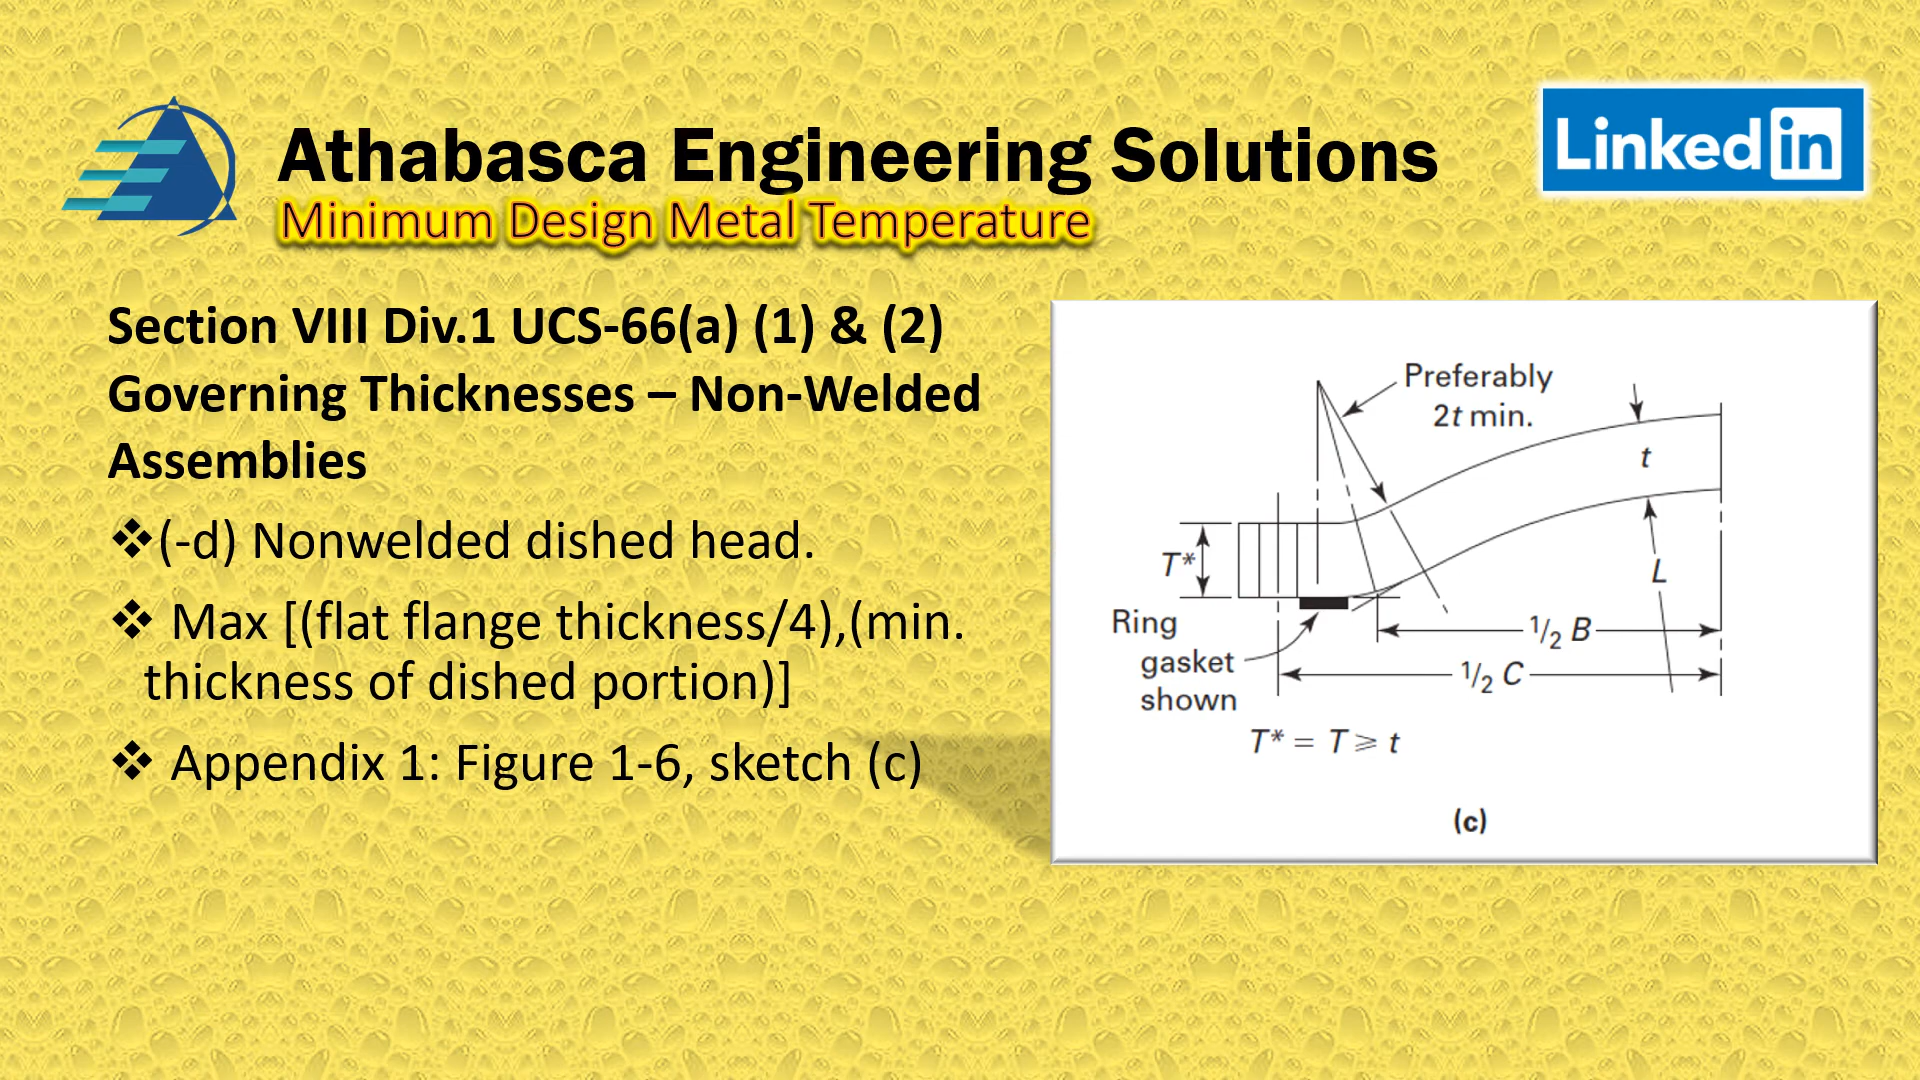 Athabasca Engineering Solutions
Linked in
Minimum Design Metal Temperature
Section VIII Div.1 UCS-66(a) (1) & (2)
Governing Thicknesses – Non-Welded
Assemblies
❖(-d) Nonwelded dished head.
❖ Max [(flat flange thickness/4),(min.
thickness of dished portion)]
❖ Appendix 1: Figure 1-6, sketch (c)
Preferably
2t min.
t
T*
L
Ring
gasket
shown
1/2 B
1/2 C
T* = T ⩾ t
(c)